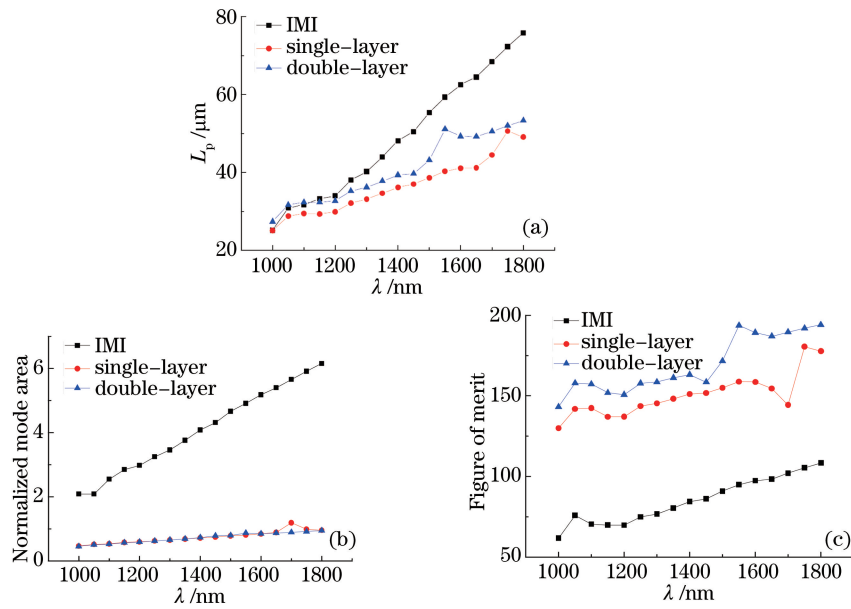 80
60
40
20
L_p /μm
IMI
single-layer
double-layer
(a)
1000 1200 1400 1600 1800
λ /nm
6
4
2
0
Normalized mode area
IMI
single-layer
double-layer
(b)
1000 1200 1400 1600 1800
λ /nm
200
150
100
50
Figure of merit
IMI
single-layer
double-layer
(c)
1000 1200 1400 1600 1800
λ /nm